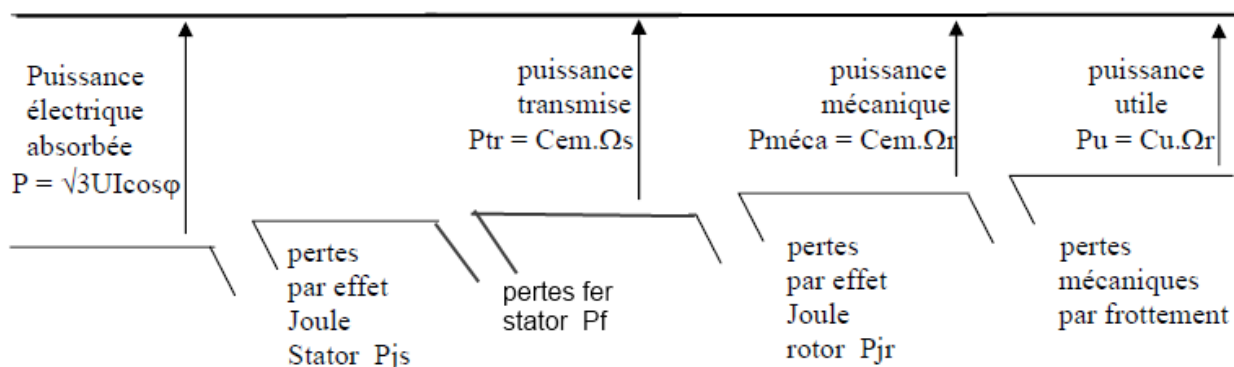 Puissance
électrique
absorbée
P = √3UIcosφ
pertes
par effet
Joule
Stator Pjs
puissance
transmise
Ptr = Cem.Ωs
pertes fer
stator Pf
puissance
mécanique
Pméca = Cem.Ωr
pertes
par effet
Joule
rotor Pjr
puissance
utile
Pu = Cu.Ωr
pertes
mécaniques
par frottement